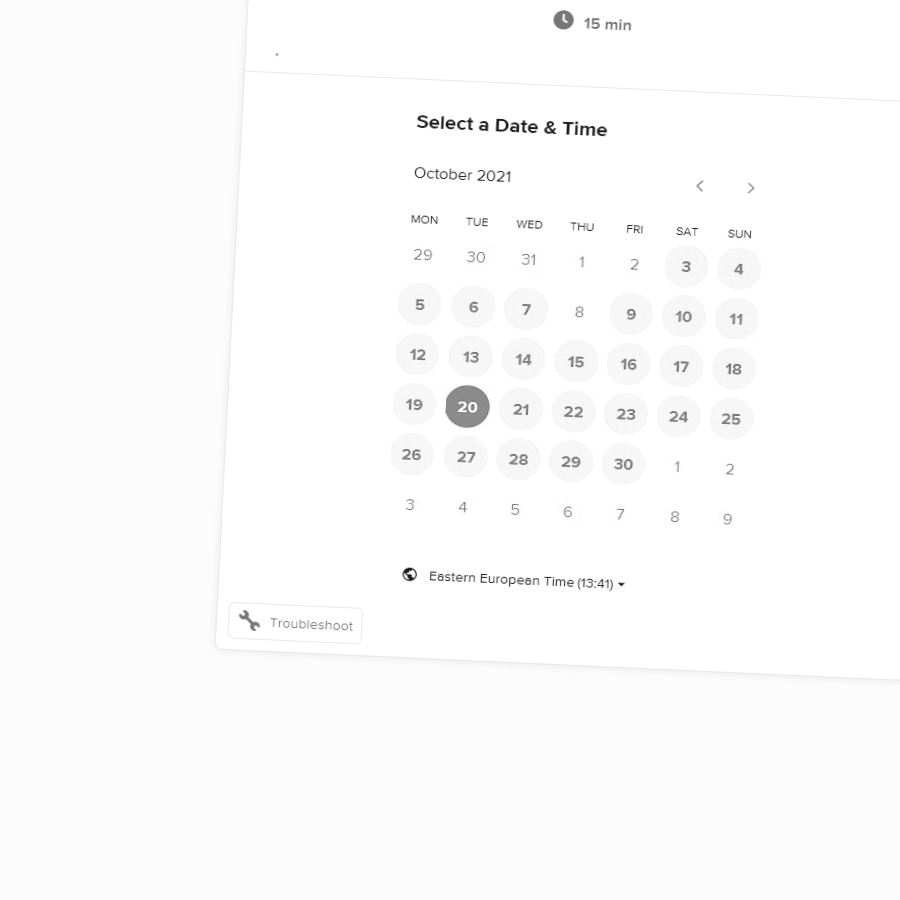 15 min
.
Select a Date & Time
October 2021
MON TUE WED THU FRI SAT SUN
29 30 31 1 2 3 4
5 6 7 8 9 10 11
12 13 14 15 16 17 18
19 20 21 22 23 24 25
26 27 28 29 30 1 2
3 4 5 6 7 8 9
Eastern European Time (13:41)
Troubleshoot